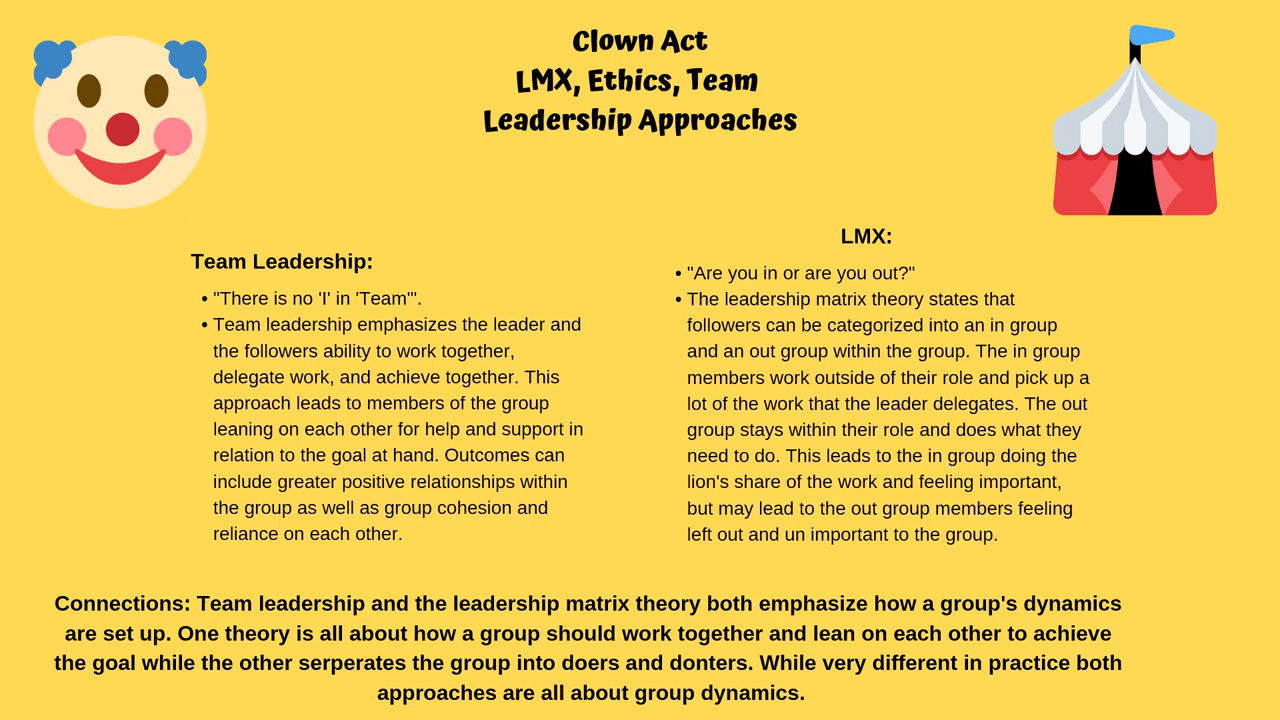 Clown Act
LMX, Ethics, Team
Leadership Approaches
Team Leadership:
• "There is no 'I' in 'Team'".
• Team leadership emphasizes the leader and
the followers ability to work together,
delegate work, and achieve together. This
approach leads to members of the group
leaning on each other for help and support in
relation to the goal at hand. Outcomes can
include greater positive relationships within
the group as well as group cohesion and
reliance on each other.
LMX:
• "Are you in or are you out?"
• The leadership matrix theory states that
followers can be categorized into an in group
and an out group within the group. The in group
members work outside of their role and pick up a
lot of the work that the leader delegates. The out
group stays within their role and does what they
need to do. This leads to the in group doing the
lion's share of the work and feeling important,
but may lead to the out group members feeling
left out and un important to the group.
Connections: Team leadership and the leadership matrix theory both emphasize how a group's dynamics
are set up. One theory is all about how a group should work together and lean on each other to achieve
the goal while the other serperates the group into doers and donters. While very different in practice both
approaches are all about group dynamics.